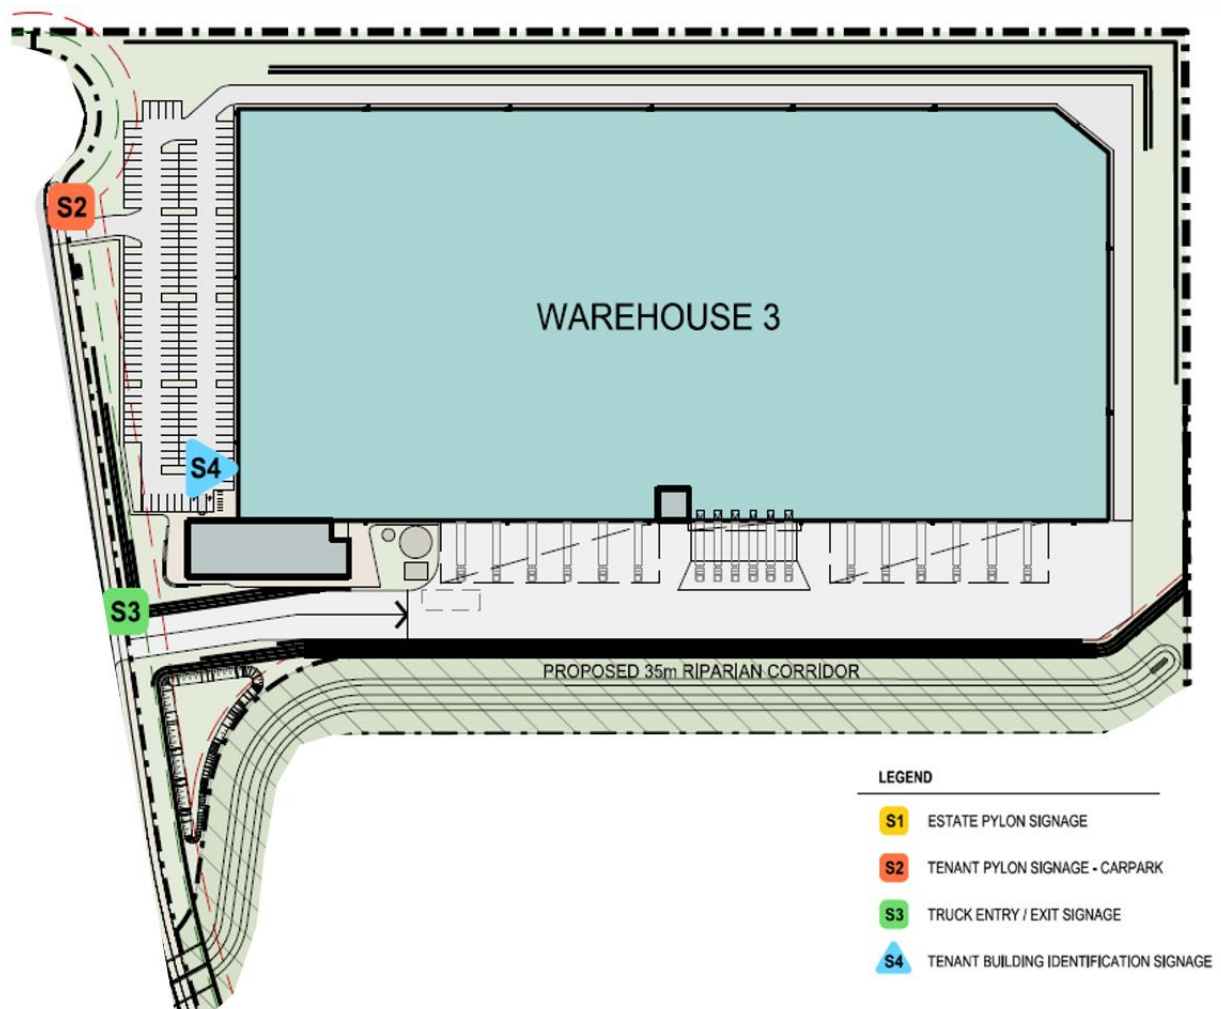 S2
WAREHOUSE 3
S4
S3
PROPOSED 35m RIPARIAN CORRIDOR
LEGEND
S1 ESTATE PYLON SIGNAGE
S2 TENANT PYLON SIGNAGE - CARPARK
S3 TRUCK ENTRY / EXIT SIGNAGE
S4 TENANT BUILDING IDENTIFICATION SIGNAGE